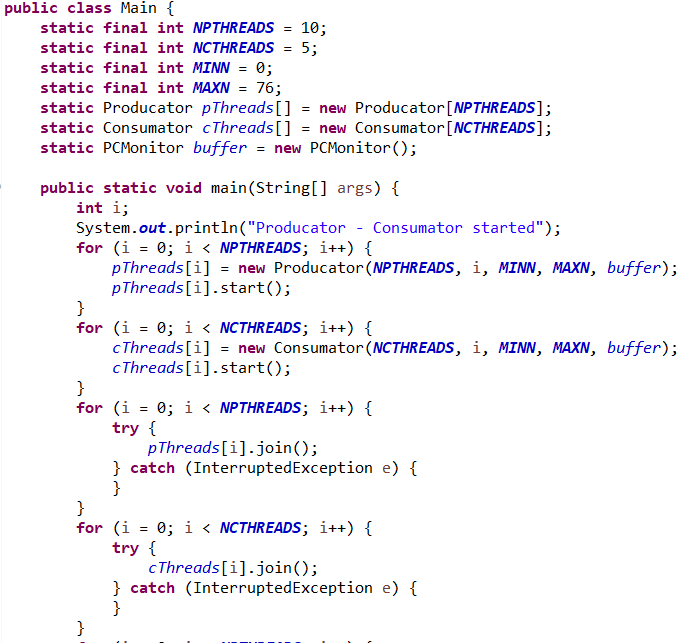 public class Main {
    static final int NPTHREADS = 10;
    static final int NCTHREADS = 5;
    static final int MINN = 0;
    static final int MAXN = 76;
    static Producator pThreads[] = new Producator[NPTHREADS];
    static Consumator cThreads[] = new Consumator[NCTHREADS];
    static PCMonitor buffer = new PCMonitor();

    public static void main(String[] args) {
        int i;
        System.out.println("Producator - Consumator started");
        for (i = 0; i < NPTHREADS; i++) {
            pThreads[i] = new Producator(NPTHREADS, i, MINN, MAXN, buffer);
            pThreads[i].start();
        }
        for (i = 0; i < NCTHREADS; i++) {
            cThreads[i] = new Consumator(NCTHREADS, i, MINN, MAXN, buffer);
            cThreads[i].start();
        }
        for (i = 0; i < NPTHREADS; i++) {
            try {
                pThreads[i].join();
            } catch (InterruptedException e) {
            }
        }
        for (i = 0; i < NCTHREADS; i++) {
            try {
                cThreads[i].join();
            } catch (InterruptedException e) {
            }
        }